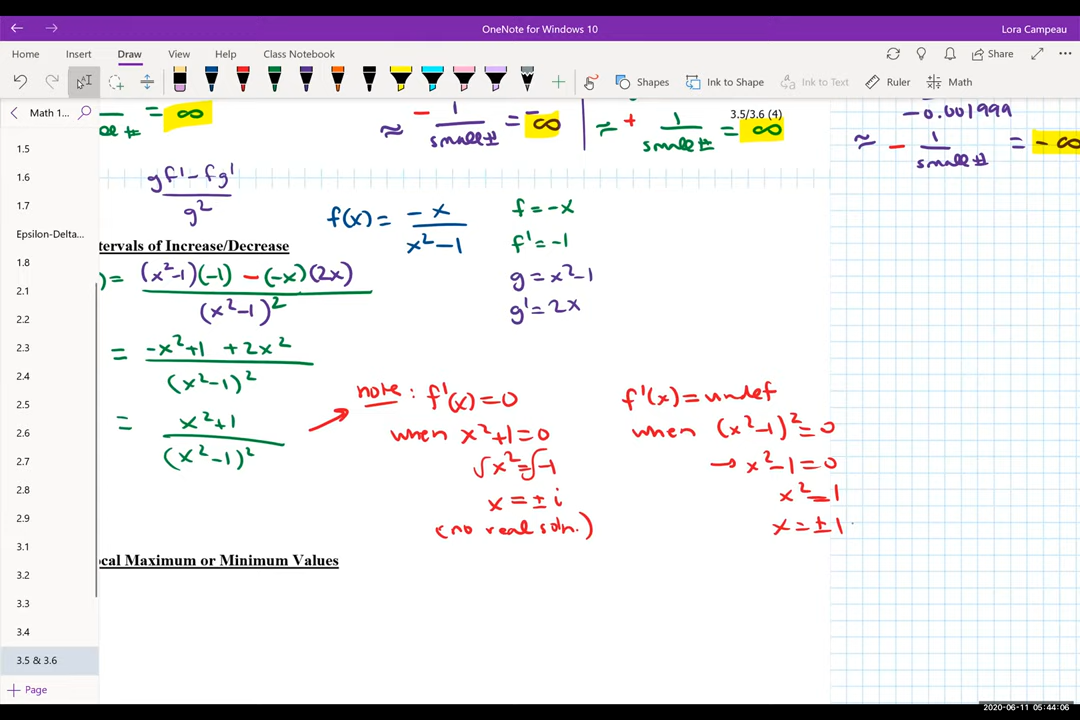 OneNote for Windows 10
Lora Campeau
Home Insert Draw View Help Class Notebook Share
Shapes Ink to Shape Ink to Text Ruler Math
Math 1...
1.5
1.6
1.7
Epsilon-Delta...
1.8
2.1
2.2
2.3
2.4
2.5
2.6
2.7
2.8
2.9
3.1
3.2
3.3
3.4
3.5 & 3.6
Page
= ∞
≈ - 1/small # = ∞
≈ + 1/small # = ∞
3.5/3.6 (4)
-0.001999
≈ - 1/small # = -∞
gf' - fg'
g²
f(x) = -x/(x²-1)
f = -x
f' = -1
g = x²-1
g' = 2x
tervals of Increase/Decrease
) = (x²-1)(-1) - (-x)(2x)
(x²-1)²
= -x²+1 +2x²
(x²-1)²
= x²+1
(x²-1)²
note: f'(x)=0
when x²+1=0
√x²=√-1
x = ± i
(no real soln.)
f'(x) = undef
when (x²-1)²=0
→ x²-1=0
x²=1
x=±1
ocal Maximum or Minimum Values
2020-06-11 05:44:06